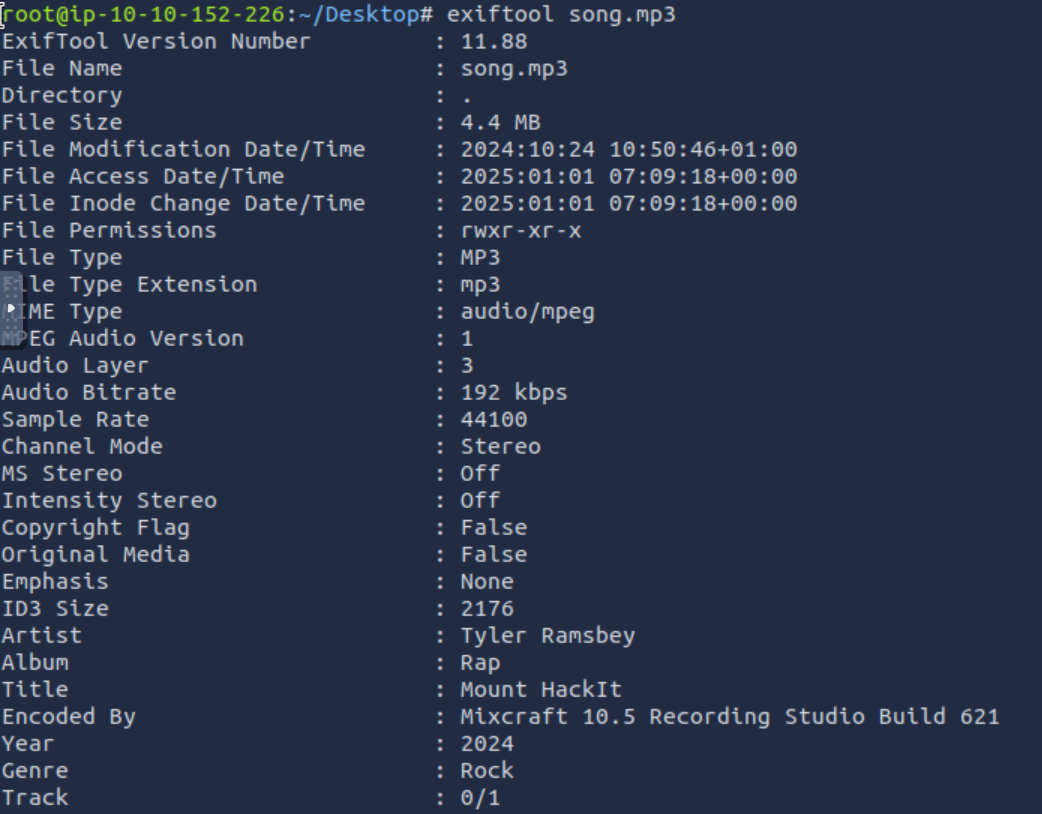 root@ip-10-10-152-226:~/Desktop# exiftool song.mp3
ExifTool Version Number : 11.88
File Name : song.mp3
Directory : .
File Size : 4.4 MB
File Modification Date/Time : 2024:10:24 10:50:46+01:00
File Access Date/Time : 2025:01:01 07:09:18+00:00
File Inode Change Date/Time : 2025:01:01 07:09:18+00:00
File Permissions : rwxr-xr-x
File Type : MP3
File Type Extension : mp3
MIME Type : audio/mpeg
MPEG Audio Version : 1
Audio Layer : 3
Audio Bitrate : 192 kbps
Sample Rate : 44100
Channel Mode : Stereo
MS Stereo : Off
Intensity Stereo : Off
Copyright Flag : False
Original Media : False
Emphasis : None
ID3 Size : 2176
Artist : Tyler Ramsbey
Album : Rap
Title : Mount HackIt
Encoded By : Mixcraft 10.5 Recording Studio Build 621
Year : 2024
Genre : Rock
Track : 0/1